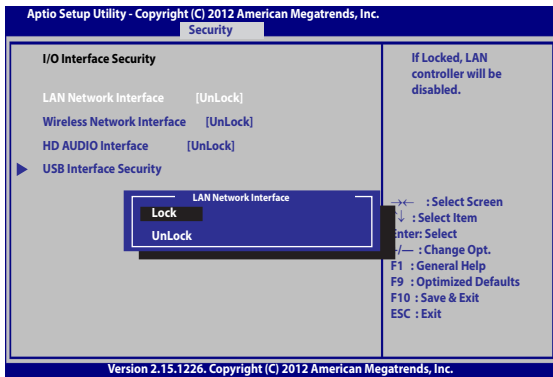 Aptio Setup Utility - Copyright (C) 2012 American Megatrends, Inc.
Security
I/O Interface Security
LAN Network Interface [UnLock]
Wireless Network Interface [UnLock]
HD AUDIO Interface [UnLock]
USB Interface Security
If Locked, LAN
controller will be
disabled.
LAN Network Interface
Lock
UnLock
→← : Select Screen
↓ : Select Item
nter: Select
/— : Change Opt.
F1 : General Help
F9 : Optimized Defaults
F10 : Save & Exit
ESC : Exit
Version 2.15.1226. Copyright (C) 2012 American Megatrends, Inc.